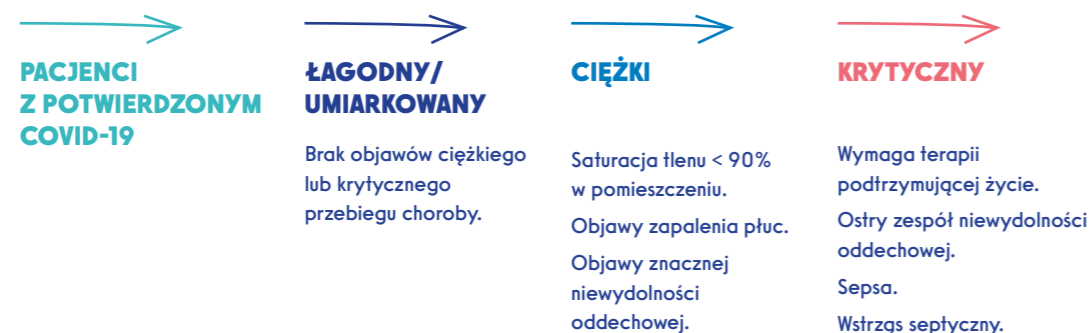 PACJENCI
Z POTWIERDZONYM
COVID-19
ŁAGODNY/
UMIARKOWANY
Brak objawów ciężkiego
lub krytycznego
przebiegu choroby.
CIĘŻKI
Saturacja tlenu < 90%
w pomieszczeniu.
Objawy zapalenia płuc.
Objawy znacznej
niewydolności
oddechowej.
KRYTYCZNY
Wymaga terapii
podtrzymującej życie.
Ostry zespół niewydolności
oddechowej.
Sepsa.
Wstrząs septyczny.